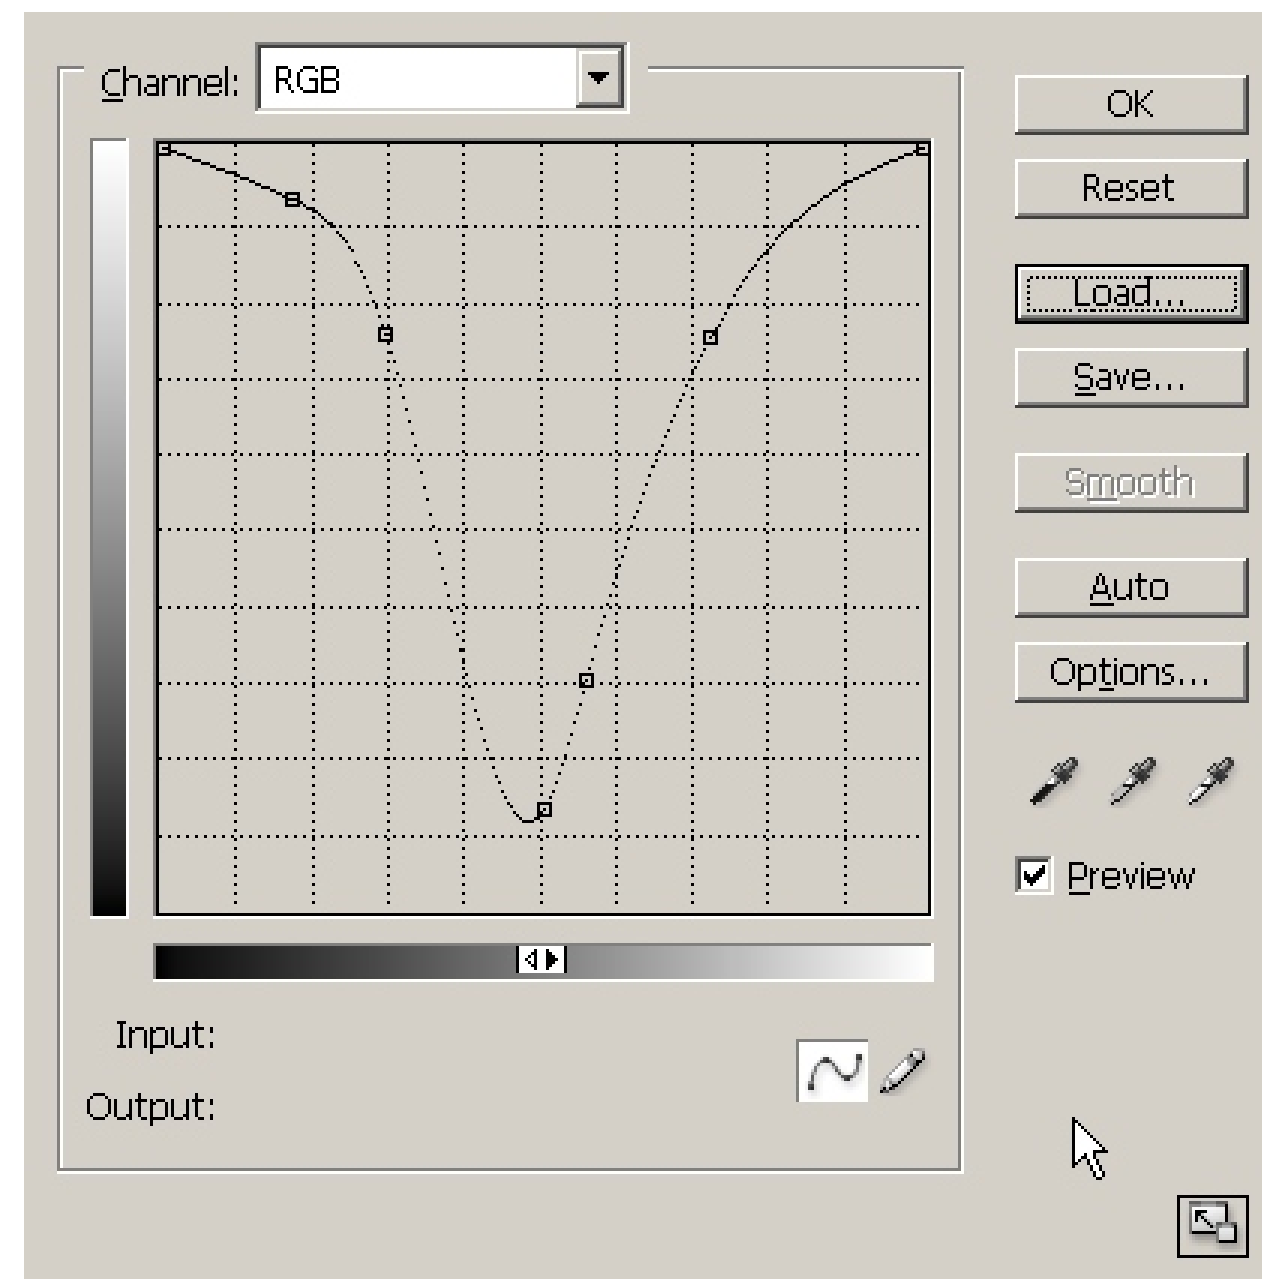 Channel: RGB
OK
Reset
Load...
Save...
Smooth
Auto
Options...
Preview
Input:
Output: